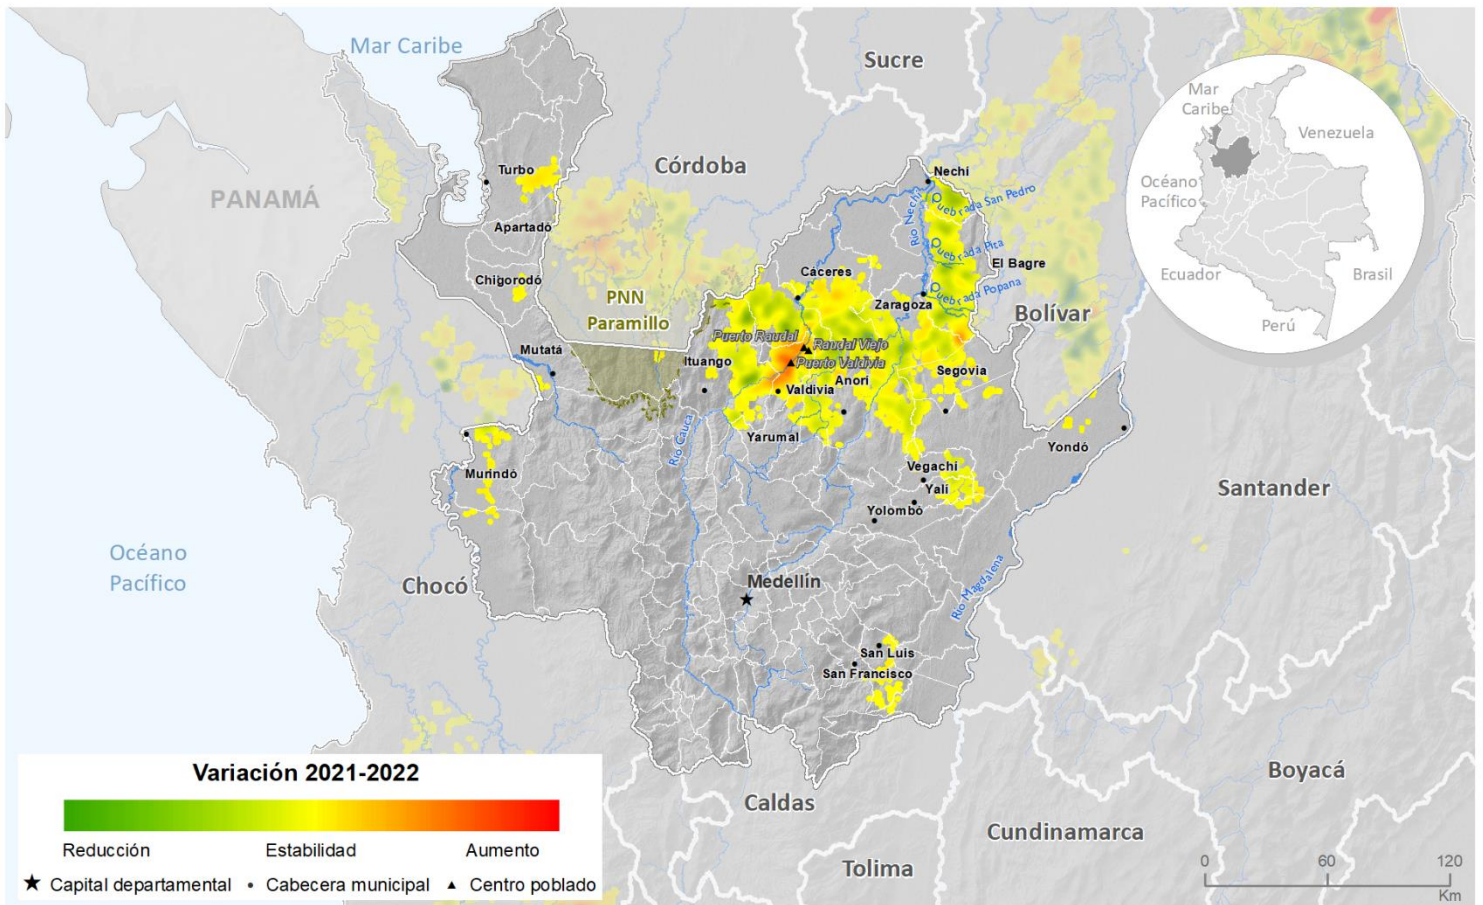 Mar Caribe
Sucre
Mar
Caribe
Venezuela
Océano
Pacífico
Ecuador
Brasil
Perú
PANAMÁ
Córdoba
Turbo
Apartadó
Chigorodó
Nechí
Río Nechí
Quebrada San Pedro
Quebrada Pita
El Bagre
Quebrada Popana
Cáceres
Zaragoza
Bolívar
PNN
Paramillo
Puerto Raudal
Raudal Viejo
Puerto Valdivia
Mutatá
Ituango
Segovia
Valdivia
Anorí
Yarumal
Río Cauca
Yondó
Murindó
Vegachí
Yalí
Yolombó
Santander
Océano
Pacífico
Chocó
Medellín
Río Magdalena
San Luis
San Francisco
Boyacá
Caldas
Cundinamarca
Tolima
Variación 2021-2022
Reducción Estabilidad Aumento
Capital departamental Cabecera municipal Centro poblado
0 60 120
Km